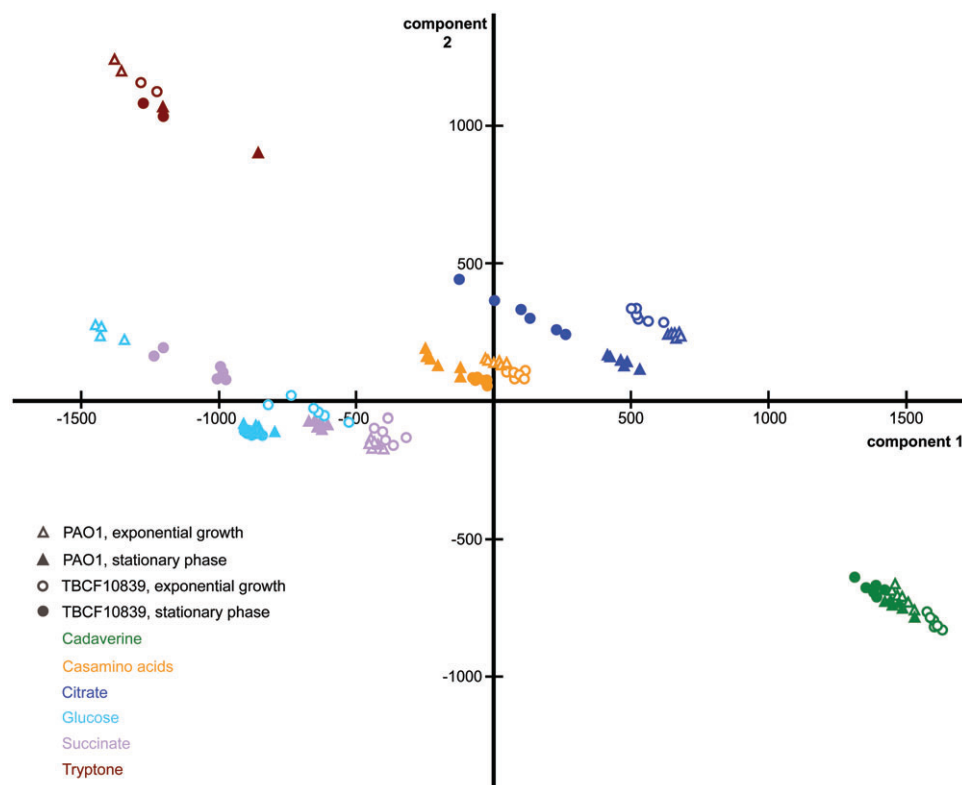 component
2
1000
500
-1500
-1000
-500
500
1000
1500
component 1
-500
-1000
PAO1, exponential growth
PAO1, stationary phase
TBCF10839, exponential growth
TBCF10839, stationary phase
Cadaverine
Casamino acids
Citrate
Glucose
Succinate
Tryptone